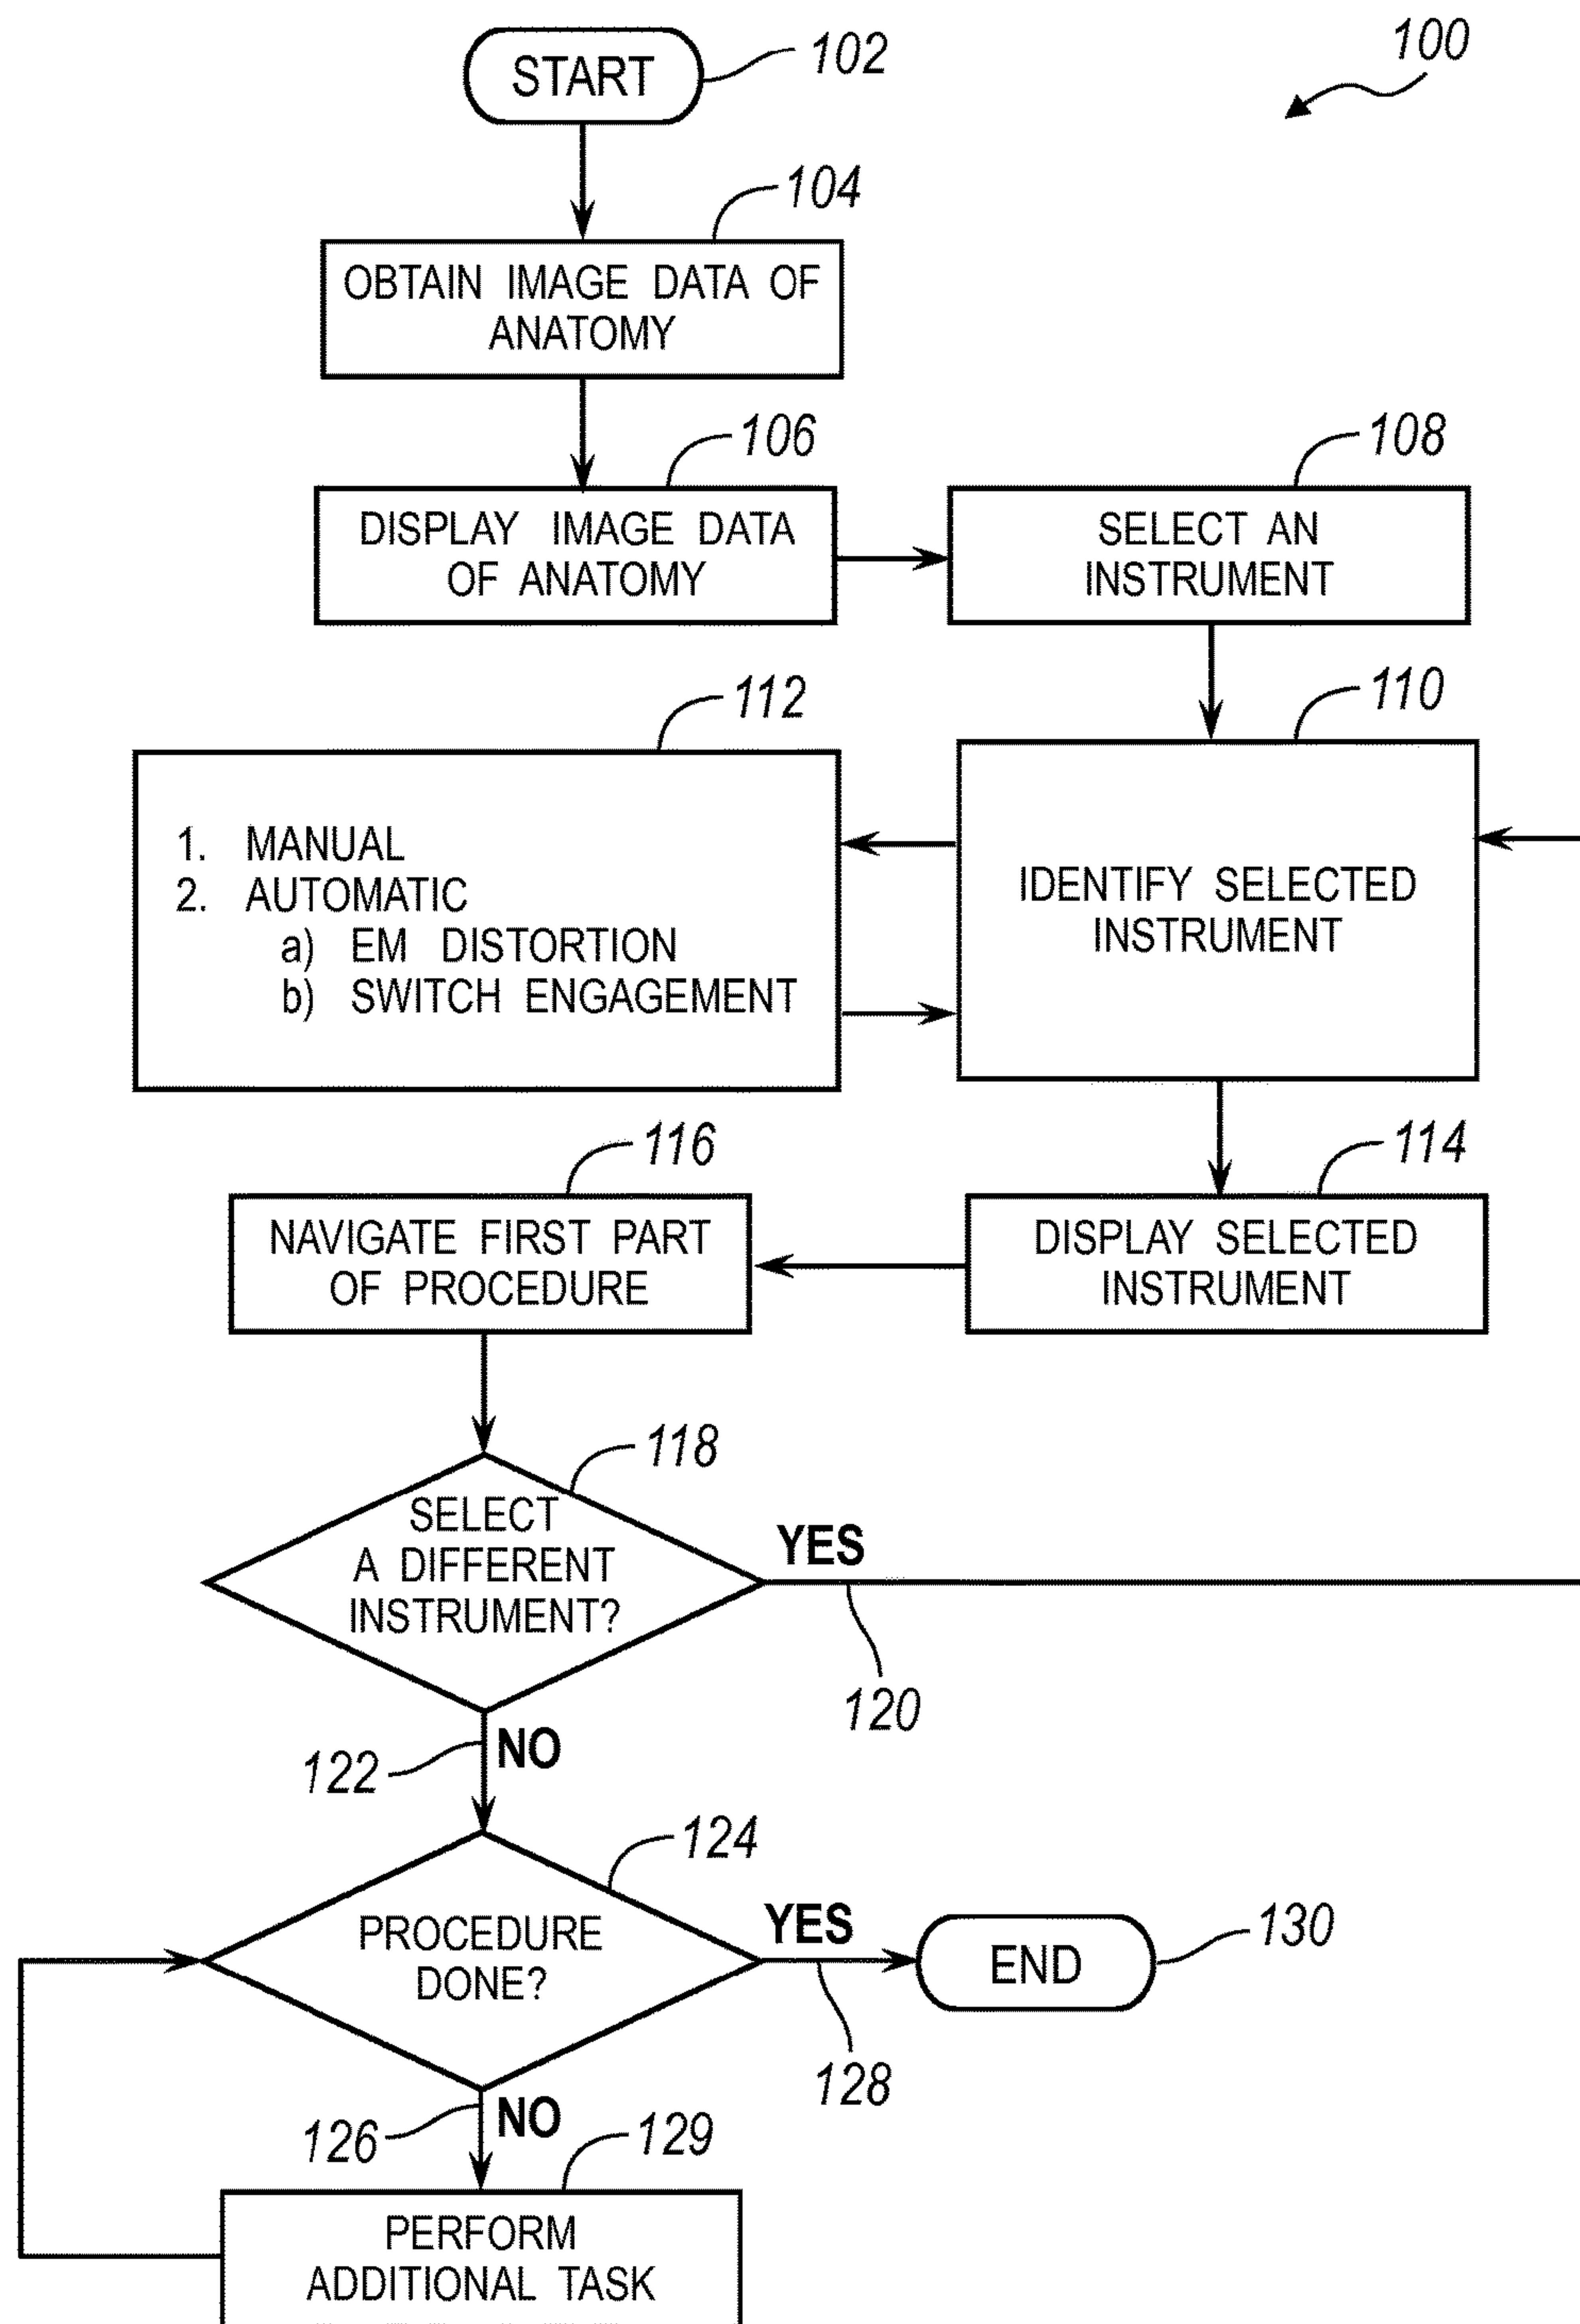 100
START
102
104
OBTAIN IMAGE DATA OF
ANATOMY
106
DISPLAY IMAGE DATA
OF ANATOMY
108
SELECT AN
INSTRUMENT
110
IDENTIFY SELECTED
INSTRUMENT
112
1. MANUAL
2. AUTOMATIC
a) EM DISTORTION
b) SWITCH ENGAGEMENT
114
DISPLAY SELECTED
INSTRUMENT
116
NAVIGATE FIRST PART
OF PROCEDURE
118
SELECT
A DIFFERENT
INSTRUMENT?
YES
120
NO
122
124
PROCEDURE
DONE?
YES
128
END
130
NO
126
129
PERFORM
ADDITIONAL TASK